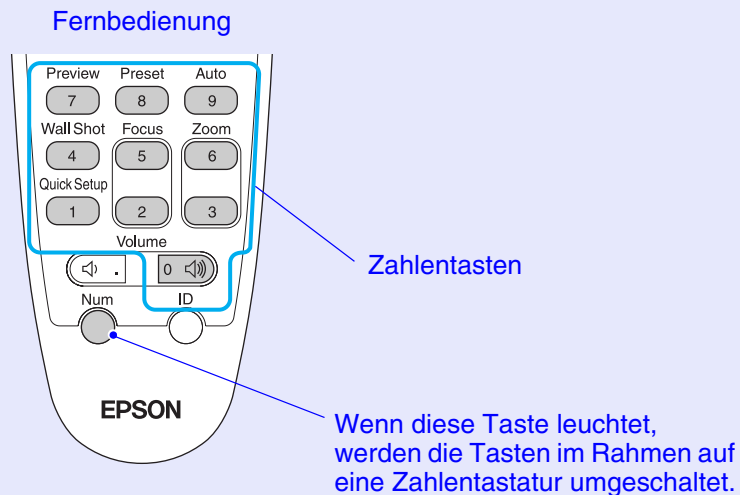 Fernbedienung
Preview Preset Auto
7 8 9
Wall Shot Focus Zoom
4 5 6
Quick Setup
1 2 3
Volume
. 0
Zahlentasten
Num ID
EPSON
Wenn diese Taste leuchtet,
werden die Tasten im Rahmen auf
eine Zahlentastatur umgeschaltet.